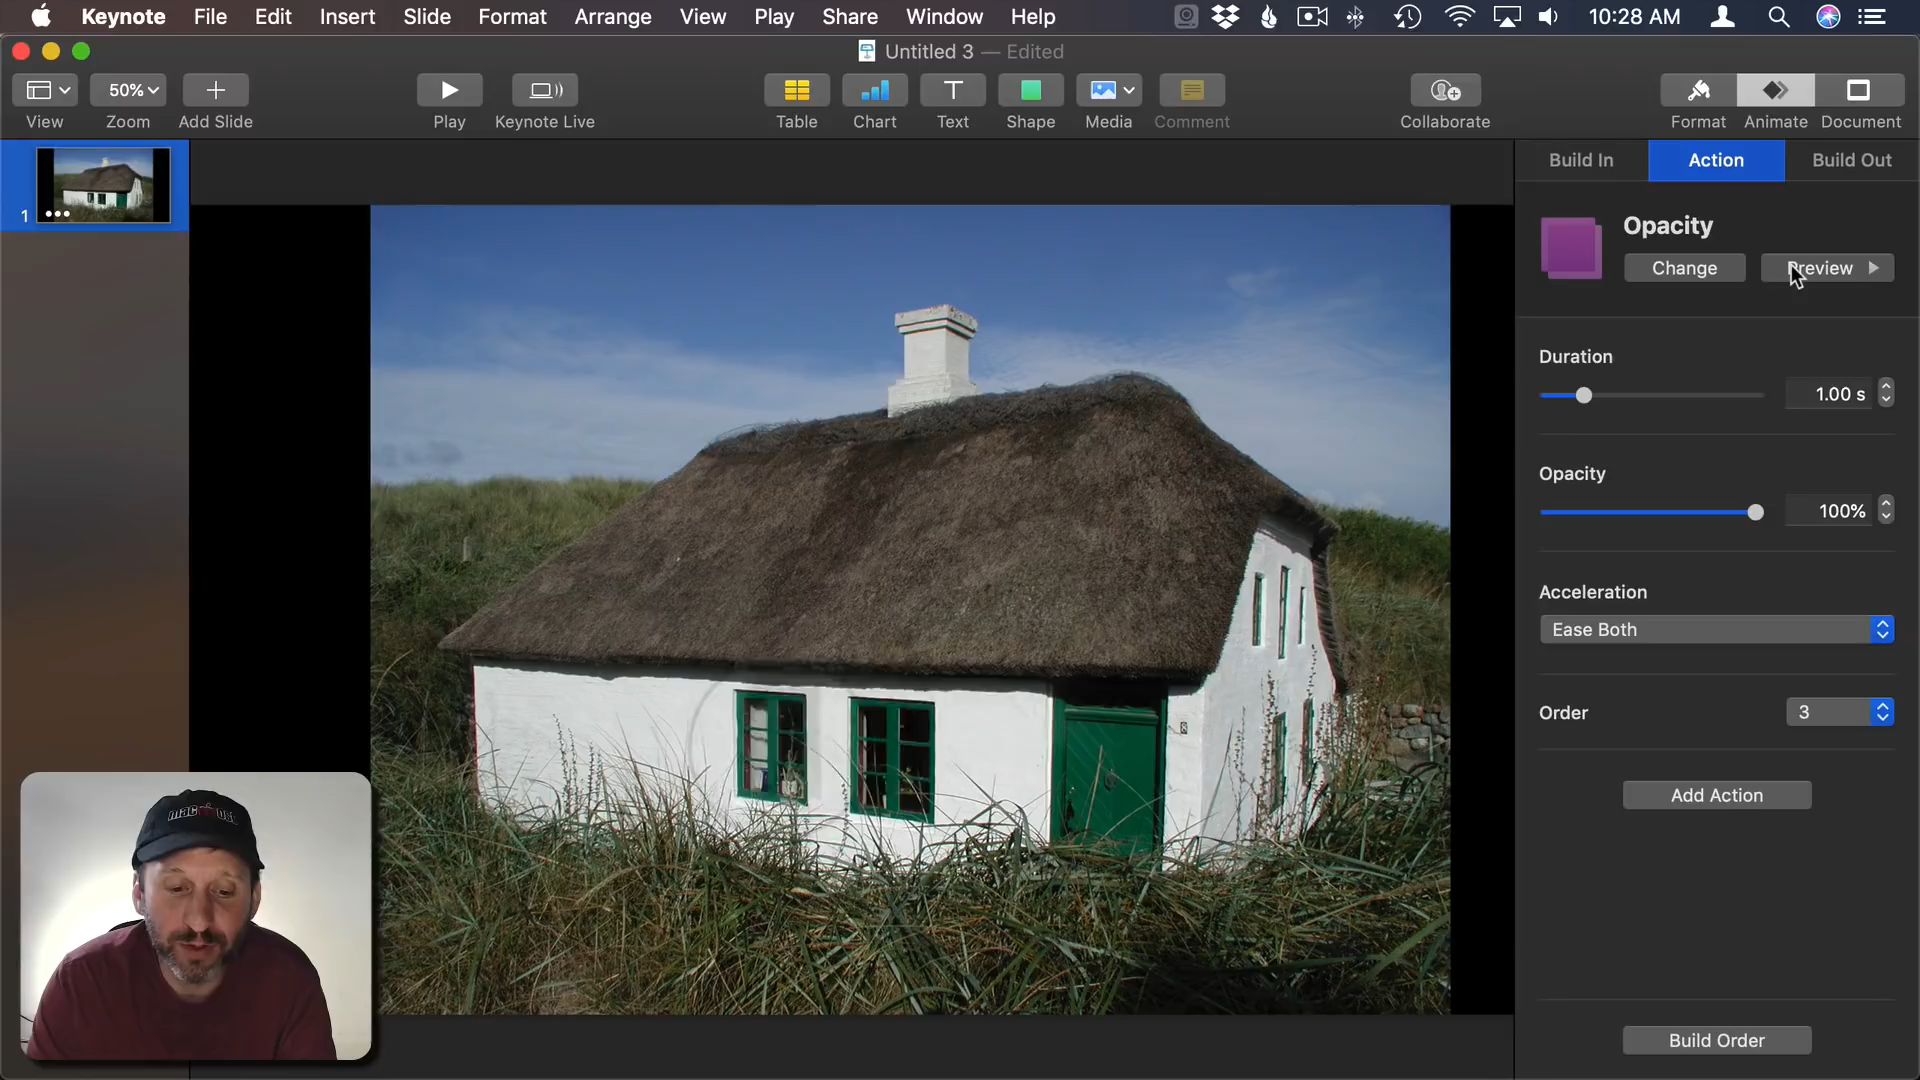 Keynote File Edit Insert Slide Format Arrange View Play Share Window Help 10:28 AM
Untitled 3 — Edited
50%
View Zoom Add Slide Play Keynote Live Table Chart Text Shape Media Comment Collaborate Format Animate Document
Build In Action Build Out
1
Opacity
Change Preview
Duration
1.00 s
Opacity
100%
Acceleration
Ease Both
Order 3
Add Action
Build Order